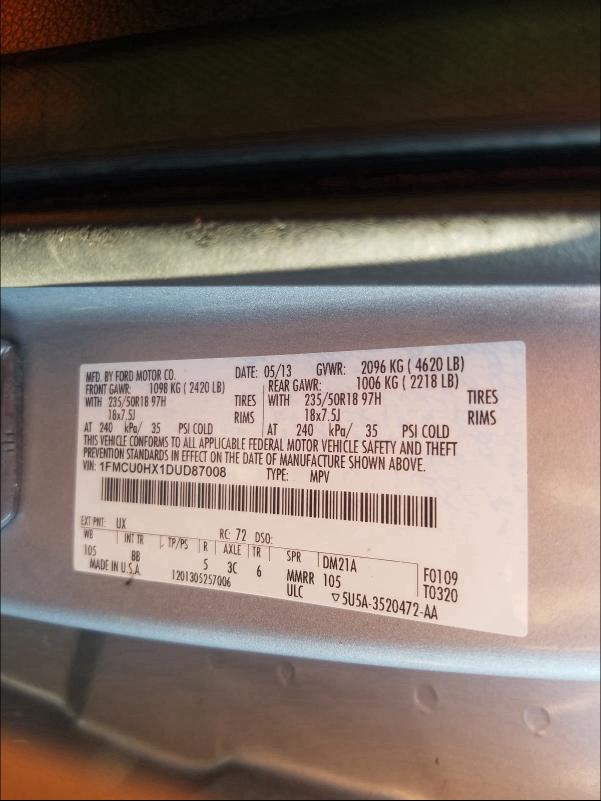 MFD. BY FORD MOTOR CO. DATE: 05/13 GVWR: 2096 KG ( 4620 LB)
FRONT GAWR: 1098 KG ( 2420 LB) REAR GAWR: 1006 KG ( 2218 LB)
WITH 235/50R18 97H TIRES WITH 235/50R18 97H TIRES
18x7.5J RIMS 18x7.5J RIMS
AT 240 kPa/ 35 PSI COLD AT 240 kPa/ 35 PSI COLD
THIS VEHICLE CONFORMS TO ALL APPLICABLE FEDERAL MOTOR VEHICLE SAFETY AND THEFT
PREVENTION STANDARDS IN EFFECT ON THE DATE OF MANUFACTURE SHOWN ABOVE.
VIN: 1FMCU0HX1DUD87008 TYPE: MPV
EXT PNT: UX RC: 72 DSO:
WB INT TR TP/PS R AXLE TR SPR DM21A F0109
105 8B 5 3C 6 MMRR 105 T0320
MADE IN U.S.A. 1201305257006 ULC ▽5U5A-3520472-AA